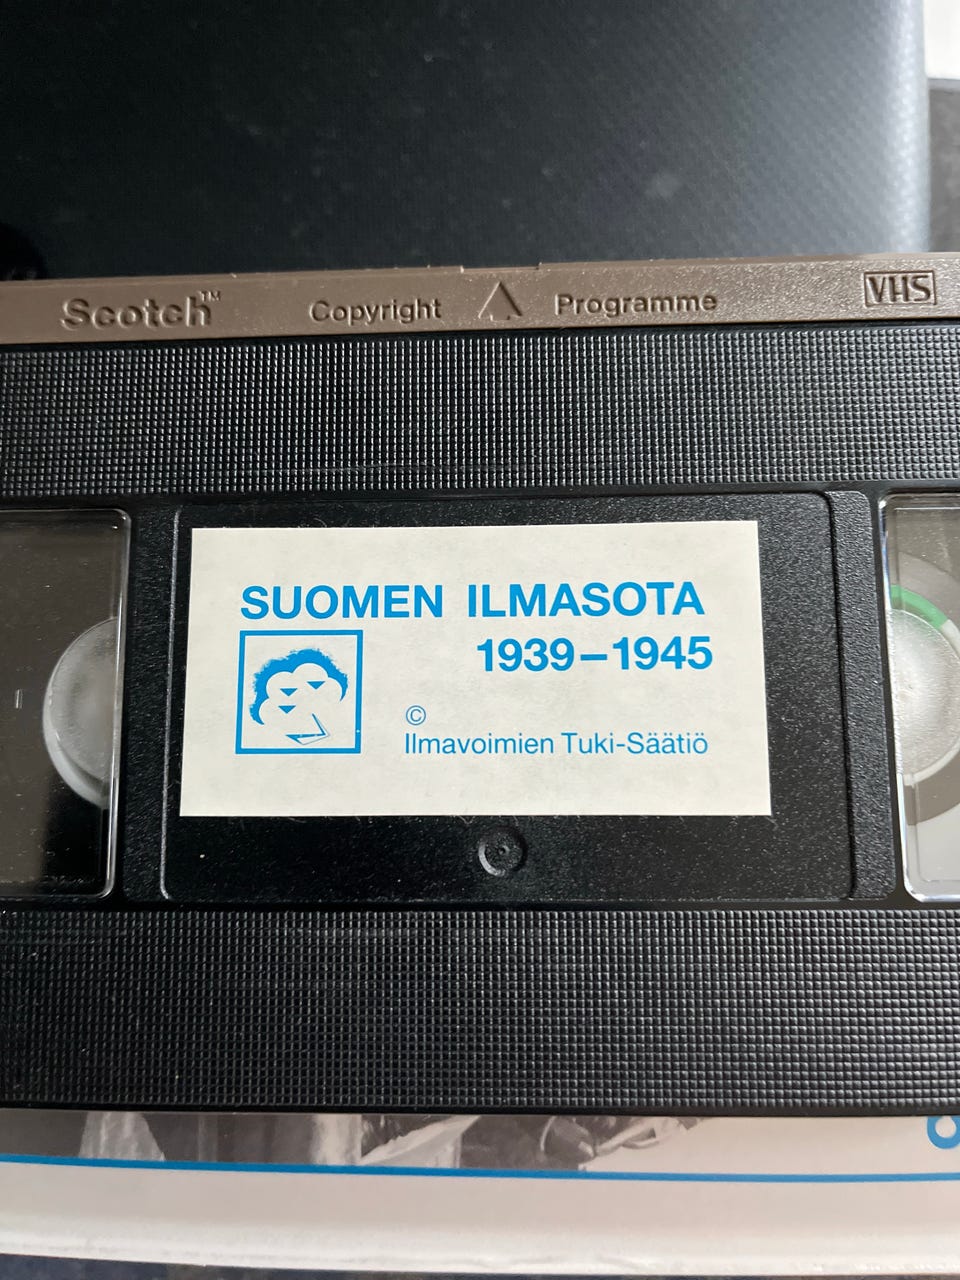 Scotch™ Copyright Programme VHS
SUOMEN ILMASOTA
1939–1945
©
Ilmavoimien Tuki-Säätiö